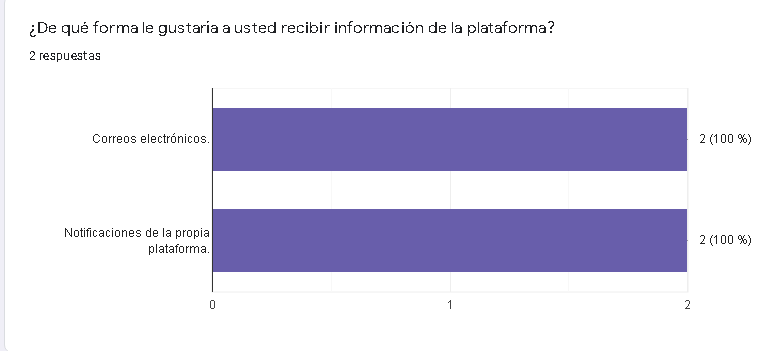 ¿De qué forma le gustaría a usted recibir información de la plataforma?
2 respuestas
Correos electrónicos.
2 (100 %)
Notificaciones de la propia
plataforma.
2 (100 %)
0
1
2